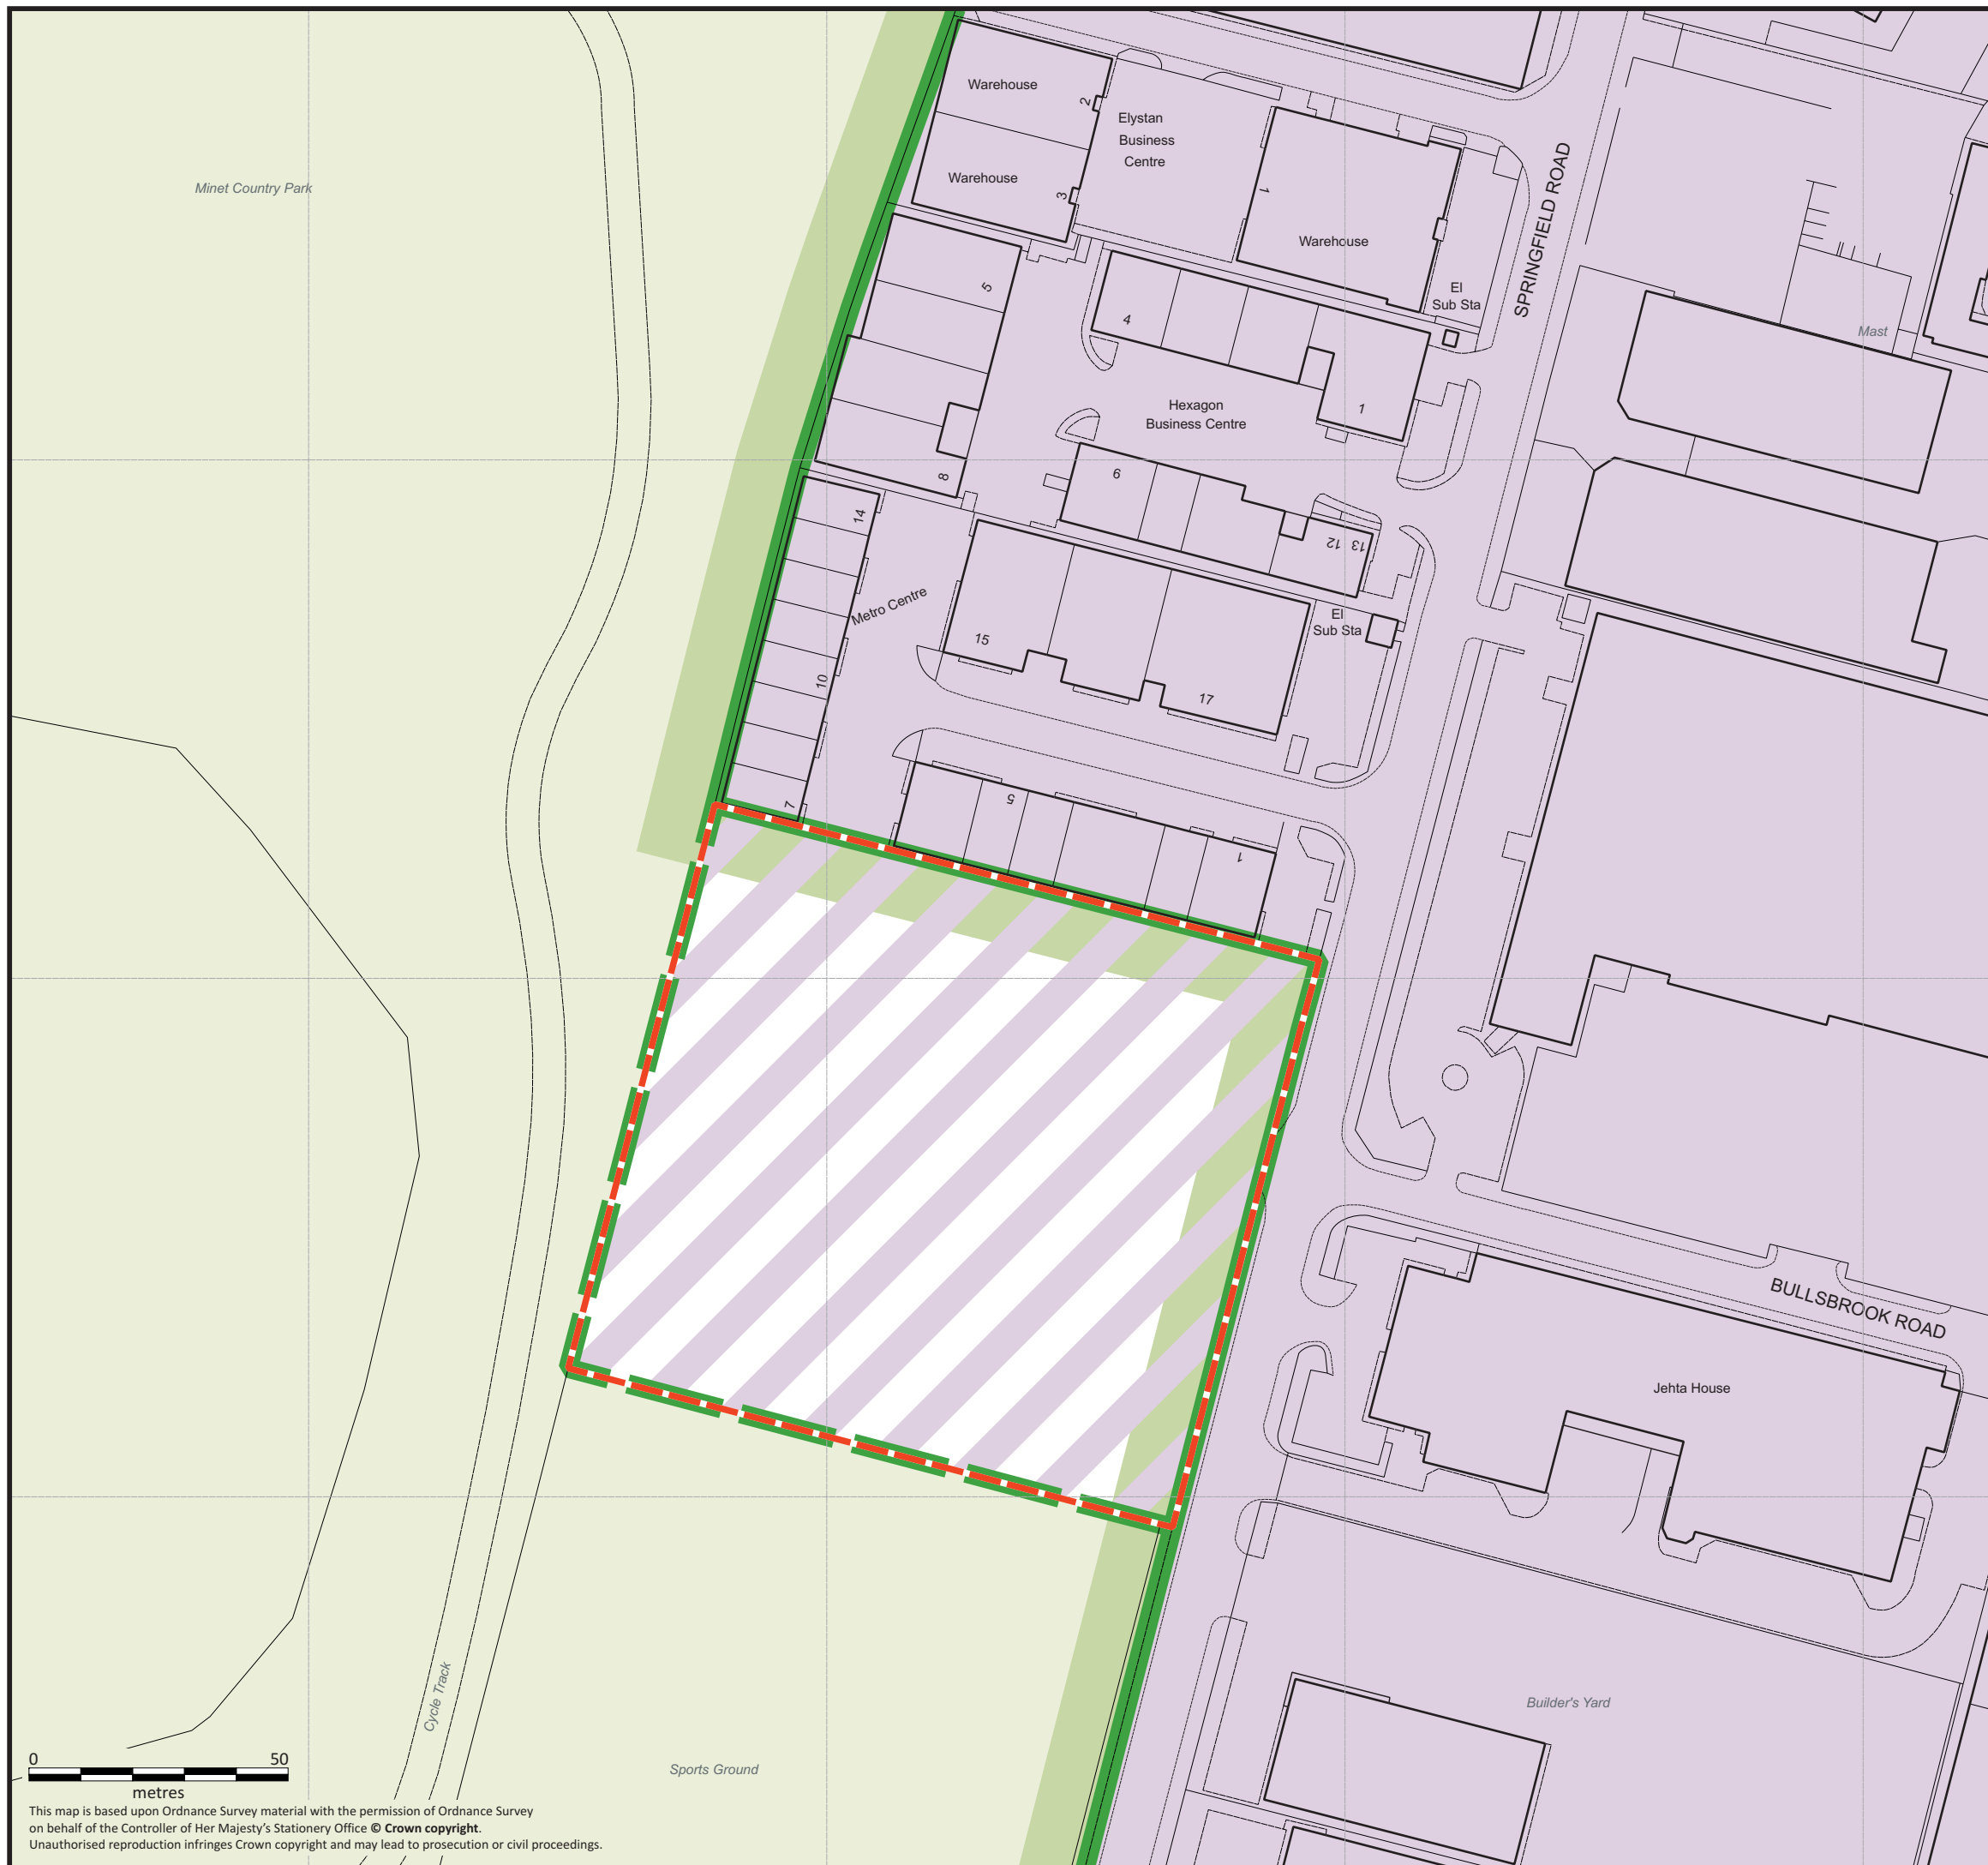 Warehouse
2
Elystan
Business
Centre
Warehouse
3
1
Warehouse
SPRINGFIELD ROAD
Minet Country Park
5
El
Sub Sta
4
Mast
Hexagon
Business Centre
1
8
6
14
12
13
Metro Centre
El
Sub Sta
15
10
17
7
5
1
BULLSBROOK ROAD
Jehta House
Cycle Track
Builder's Yard
Sports Ground
0 50
metres
This map is based upon Ordnance Survey material with the permission of Ordnance Survey
on behalf of the Controller of Her Majesty's Stationery Office © Crown copyright.
Unauthorised reproduction infringes Crown copyright and may lead to prosecution or civil proceedings.